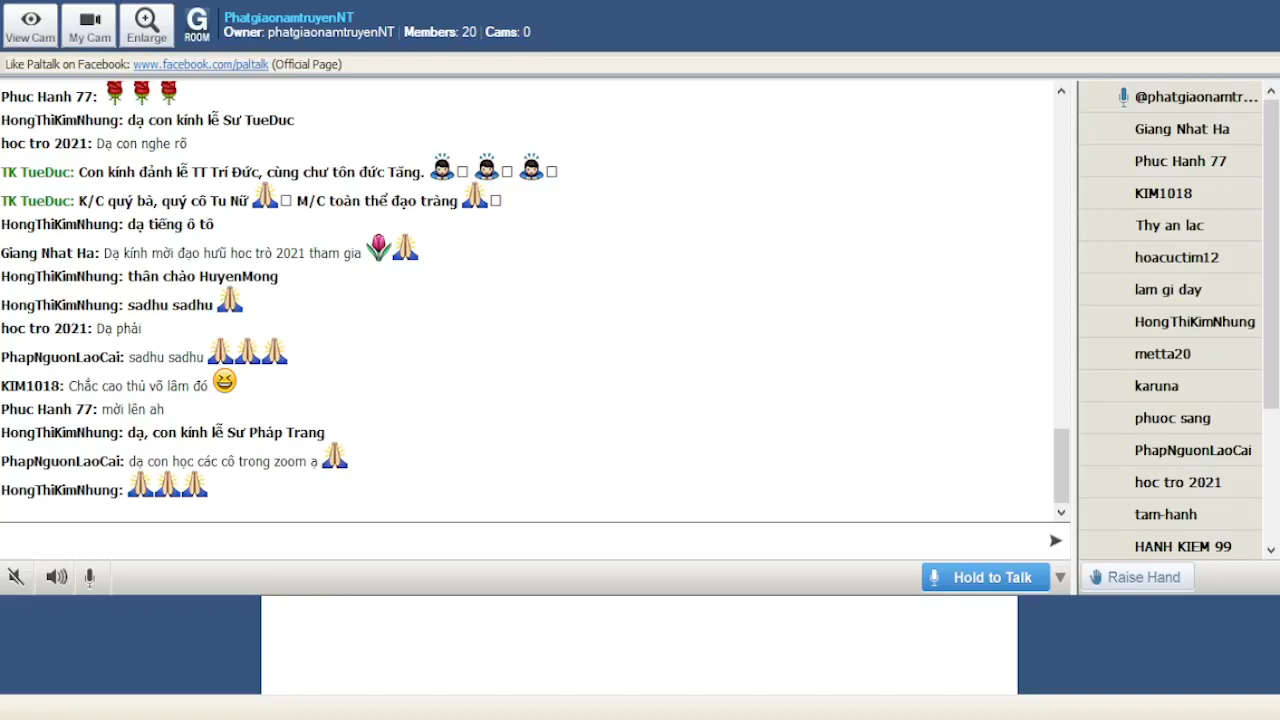 View Cam
My Cam
Enlarge
G
ROOM
PhatgiaonamtruyenNT
Owner: phatgiaonamtruyenNT | Members: 20 | Cams: 0
Like Paltalk on Facebook: www.facebook.com/paltalk (Official Page)
Phuc Hanh 77:
HongThiKimNhung: dạ con kính lễ Sư TueDuc
hoc tro 2021: Dạ con nghe rõ
TK TueDuc: Con kính đảnh lễ TT Trí Đức, cùng chư tôn đức Tăng.
TK TueDuc: K/C quý bà, quý cô Tu Nữ M/C toàn thể đạo tràng
HongThiKimNhung: dạ tiếng ô tô
Giang Nhat Ha: Dạ kính mời đạo hưũ học trò 2021 tham gia
HongThiKimNhung: thân chào HuyenMong
HongThiKimNhung: sadhu sadhu
hoc tro 2021: Dạ phải
PhapNguonLaoCai: sadhu sadhu
KIM1018: Chắc cao thủ võ lâm đó
Phuc Hanh 77: mời lên ah
HongThiKimNhung: dạ, con kính lễ Sư Pháp Trang
PhapNguonLaoCai: dạ con học các cô trong zoom ạ
HongThiKimNhung:
Hold to Talk
@phatgiaonamtr...
Giang Nhat Ha
Phuc Hanh 77
KIM1018
Thy an lac
hoacuctim12
lam gi day
HongThiKimNhung
metta20
karuna
phuoc sang
PhapNguonLaoCai
hoc tro 2021
tam-hanh
HANH KIEM 99
Raise Hand